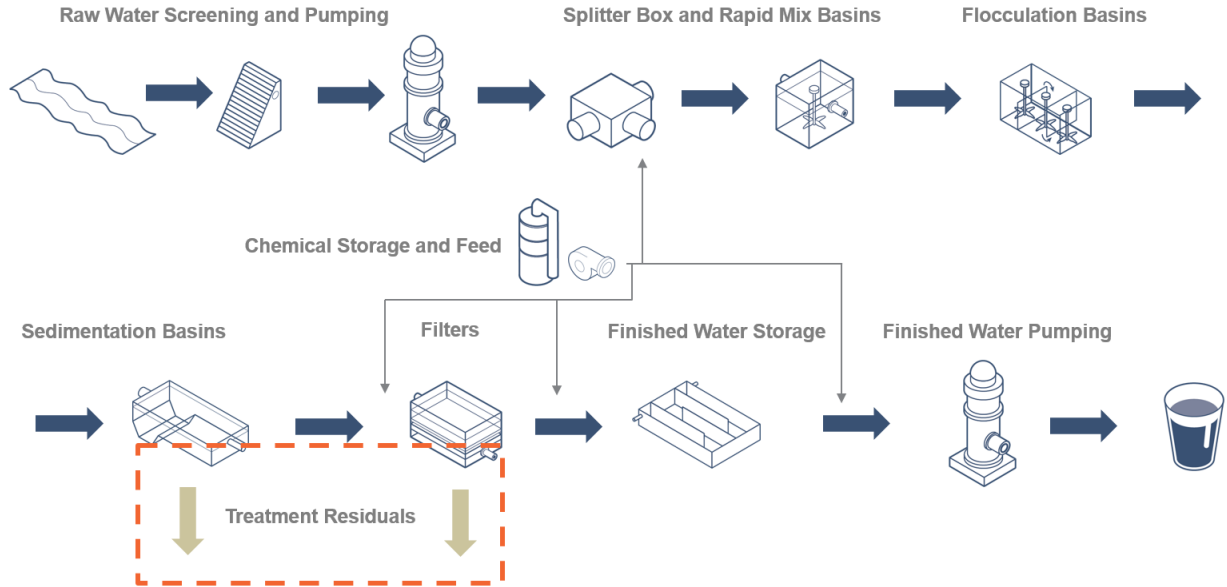 Raw Water Screening and Pumping
Splitter Box and Rapid Mix Basins
Flocculation Basins
Chemical Storage and Feed
Sedimentation Basins
Filters
Finished Water Storage
Finished Water Pumping
Treatment Residuals